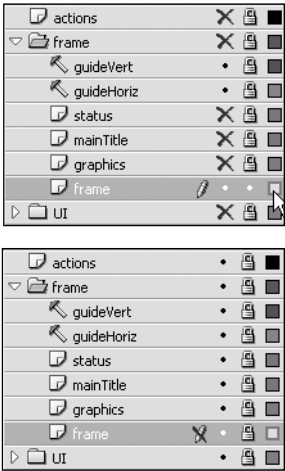 actions
frame
guideVert
guideHoriz
status
mainTitle
graphics
frame
UI
actions
frame
guideVert
guideHoriz
status
mainTitle
graphics
frame
UI